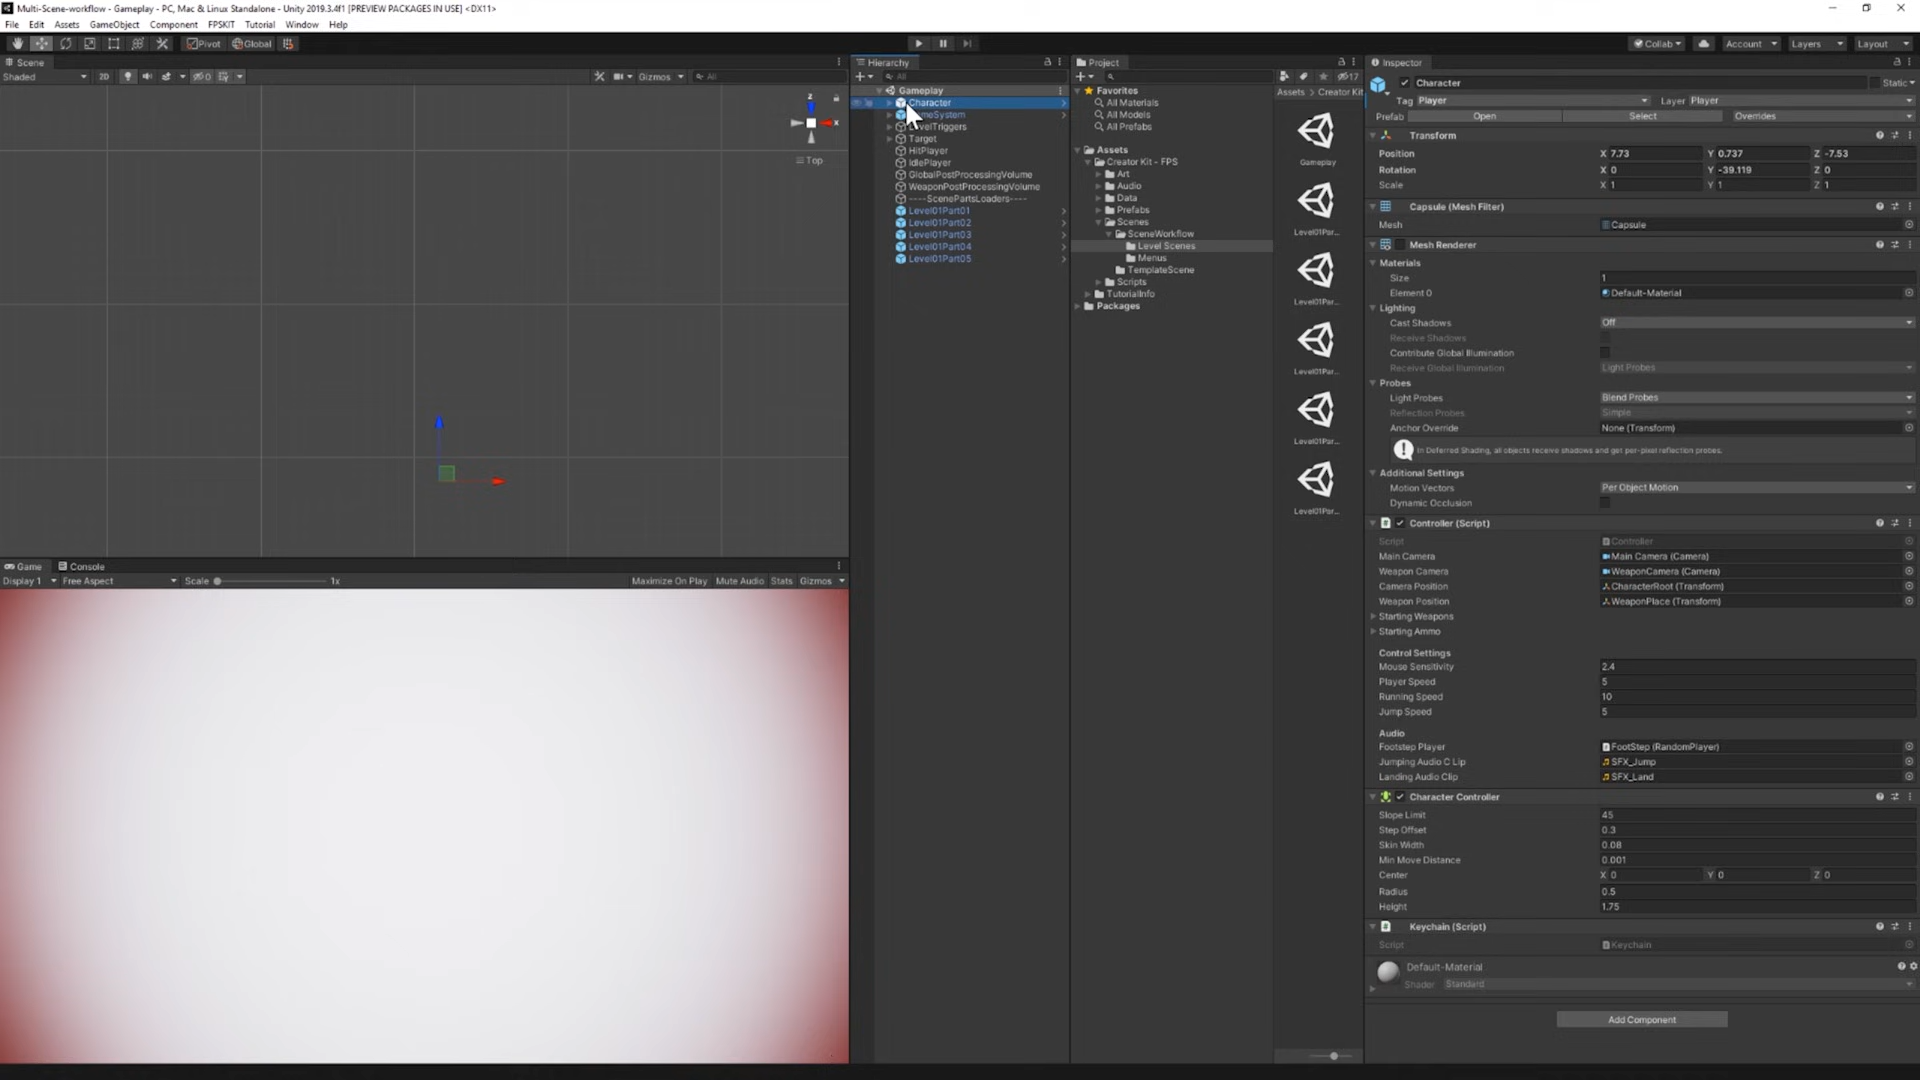 Multi-Scene-workflow - Gameplay - PC, Mac & Linux Standalone - Unity 2019.3.4f1 [PREVIEW PACKAGES IN USE] <DX11>
File Edit Assets GameObject Component FPSKIT Tutorial Window Help
Pivot Global
Collab Account Layers Layout
Scene
Shaded 2D 0 Gizmos All
z
x
Top
Game Console
Display 1 Free Aspect Scale 1x Maximize On Play Mute Audio Stats Gizmos
Hierarchy
All
Gameplay
Character
LevelTriggers
Target
HitPlayer
IdlePlayer
GlobalPostProcessingVolume
WeaponPostProcessingVolume
----ScenePartsLoaders----
Level01Part01
Level01Part02
Level01Part03
Level01Part04
Level01Part05
Project
17
Favorites
All Materials
All Models
All Prefabs
Assets
Creator Kit - FPS
Art
Audio
Data
Prefabs
Scenes
SceneWorkflow
Level Scenes
Menus
TemplateScene
Scripts
TutorialInfo
Packages
Assets > Creator Kit
Gameplay
Level01Par...
Level01Par...
Level01Par...
Level01Par...
Level01Par...
Inspector
Character Static
Tag Player Layer Player
Prefab Open Select Overrides
Transform
Position X 7.73 Y 0.737 Z -7.53
Rotation X 0 Y -39.119 Z 0
Scale X 1 Y 1 Z 1
Capsule (Mesh Filter)
Mesh Capsule
Mesh Renderer
Materials
Size 1
Element 0 Default-Material
Lighting
Cast Shadows Off
Receive Shadows
Contribute Global Illumination
Receive Global Illumination Light Probes
Probes
Light Probes Blend Probes
Reflection Probes Simple
Anchor Override None (Transform)
In Deferred Shading, all objects receive shadows and get per-pixel reflection probes.
Additional Settings
Motion Vectors Per Object Motion
Dynamic Occlusion
Controller (Script)
Script Controller
Main Camera Main Camera (Camera)
Weapon Camera WeaponCamera (Camera)
Camera Position CharacterRoot (Transform)
Weapon Position WeaponPlace (Transform)
Starting Weapons
Starting Ammo
Control Settings
Mouse Sensitivity 2.4
Player Speed 5
Running Speed 10
Jump Speed 5
Audio
Footstep Player FootStep (RandomPlayer)
Jumping Audio C Lip SFX_Jump
Landing Audio Clip SFX_Land
Character Controller
Slope Limit 45
Step Offset 0.3
Skin Width 0.08
Min Move Distance 0.001
Center X 0 Y 0 Z 0
Radius 0.5
Height 1.75
Keychain (Script)
Script Keychain
Default-Material
Shader Standard
Add Component